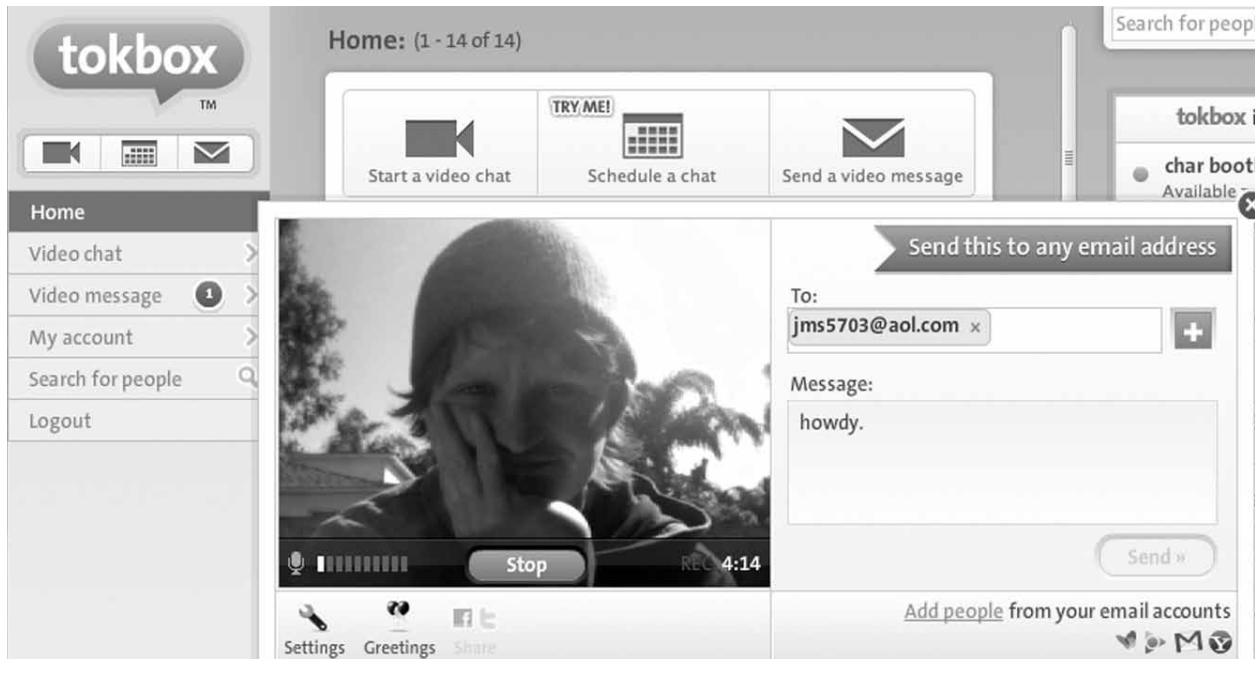 tokbox
TM
Home
Video chat
Video message 1
My account
Search for people
Logout
Home: (1 - 14 of 14)
TRY ME!
Start a video chat
Schedule a chat
Send a video message
Search for peop
tokbox i
char boot
Available
Send this to any email address
To:
jms5703@aol.com x
Message:
howdy.
Send »
Stop
REC 4:14
Settings
Greetings
Share
Add people from your email accounts